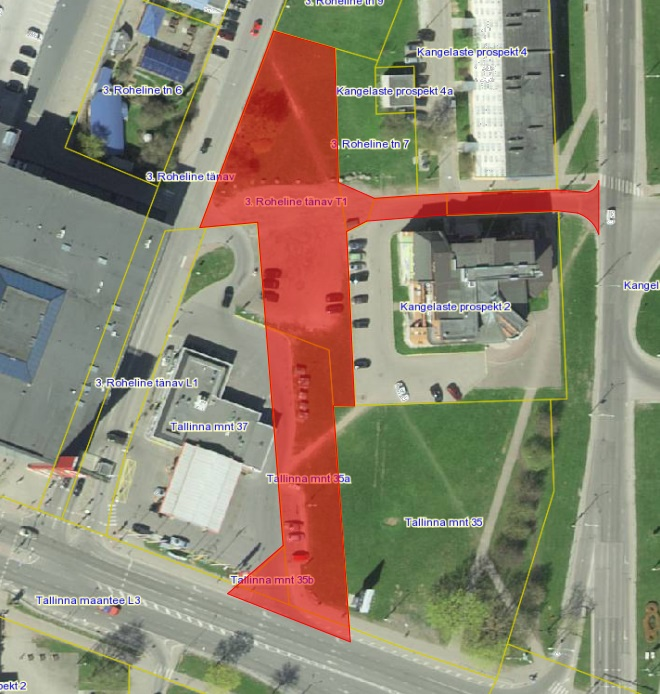 3. Roheline tn 9
Kangelaste prospekt 4
3. Roheline tn 6
Kangelaste prospekt 4a
3. Roheline tn 7
3. Roheline tänav
3. Roheline tänav T1
Kangel
Kangelaste prospekt 2
3. Roheline tänav L1
Tallinna mnt 37
Tallinna mnt 35a
Tallinna mnt 35
Tallinna mnt 35b
Tallinna maantee L3
pekt 2